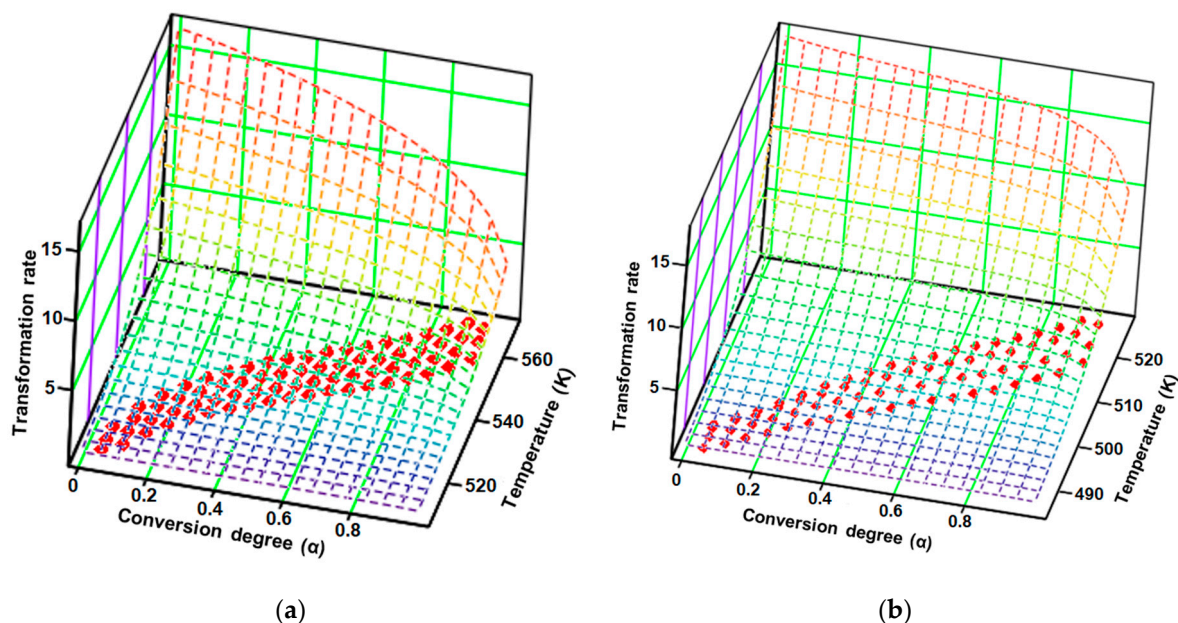 Transformation rate
15
10
5
0
0.2
0.4
0.6
0.8
Conversion degree (α)
520
540
560
Temperature (K)
(a)
Transformation rate
15
10
5
0
0.2
0.4
0.6
0.8
Conversion degree (α)
490
500
510
520
Temperature (K)
(b)